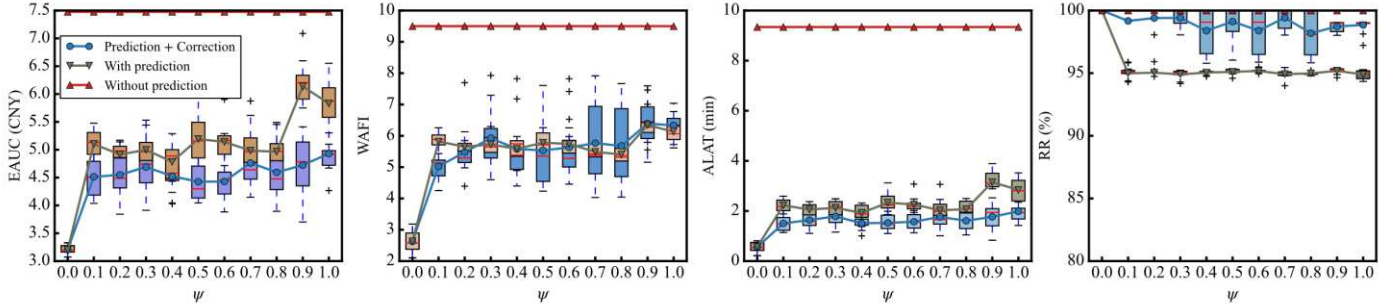 7.5
7.0
6.5
6.0
5.5
5.0
4.5
4.0
3.5
3.0
EAUC (CNY)
Prediction + Correction
With prediction
Without prediction
0.0 0.1 0.2 0.3 0.4 0.5 0.6 0.7 0.8 0.9 1.0
ψ
10
9
8
7
6
5
4
3
2
WAFI
0.0 0.1 0.2 0.3 0.4 0.5 0.6 0.7 0.8 0.9 1.0
ψ
10
8
6
4
2
0
ALAT (min)
0.0 0.1 0.2 0.3 0.4 0.5 0.6 0.7 0.8 0.9 1.0
ψ
100
95
90
85
80
RR (%)
0.0 0.1 0.2 0.3 0.4 0.5 0.6 0.7 0.8 0.9 1.0
ψ